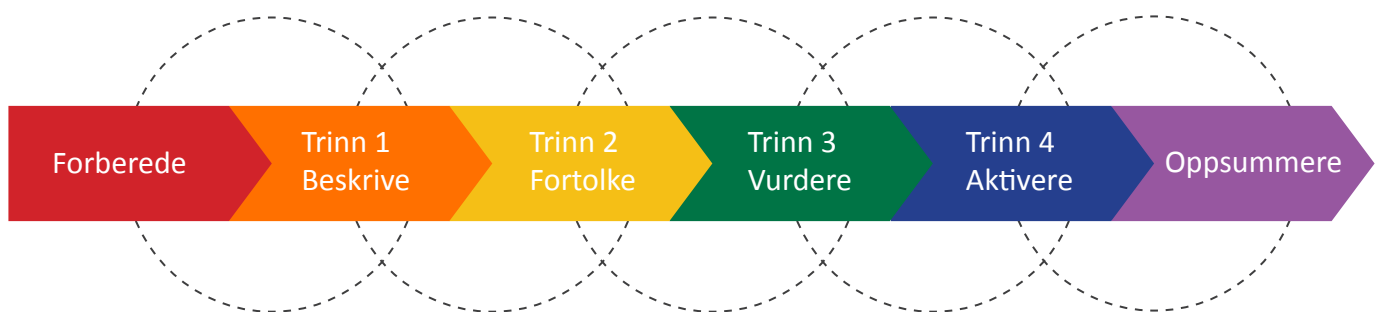 Forberede
Trinn 1
Beskrive
Trinn 2
Fortolke
Trinn 3
Vurdere
Trinn 4
Aktivere
Oppsummere